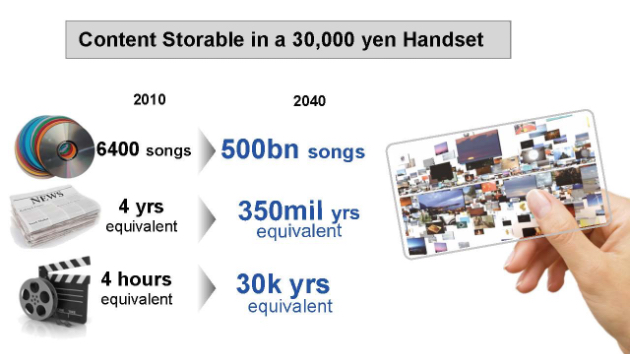 Content Storable in a 30,000 yen Handset
2010 2040
NEWS
6400 songs 500bn songs
4 yrs 350mil yrs
equivalent equivalent
4 hours 30k yrs
equivalent equivalent